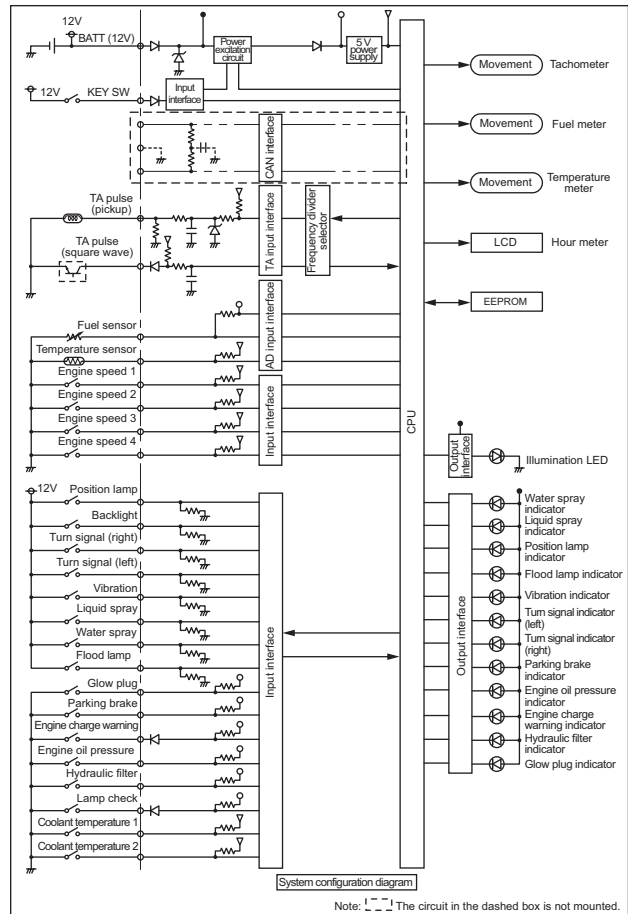 12V
BATT (12V)
Power
excitation
circuit
5 V
power
supply
12V
KEY SW
Input
interface
CAN interface
TA pulse
(pickup)
TA pulse
(square wave)
TA input interface
Frequency divider
selector
Fuel sensor
Temperature sensor
AD input interface
Engine speed 1
Engine speed 2
Engine speed 3
Engine speed 4
Input interface
CPU
Movement
Tachometer
Movement
Fuel meter
Movement
Temperature
meter
LCD
Hour meter
EEPROM
Output
interface
Illumination LED
12V
Position lamp
Backlight
Turn signal (right)
Turn signal (left)
Vibration
Liquid spray
Water spray
Flood lamp
Glow plug
Parking brake
Engine charge warning
Engine oil pressure
Hydraulic filter
Lamp check
Coolant temperature 1
Coolant temperature 2
Input interface
Output interface
Water spray
indicator
Liquid spray
indicator
Position lamp
indicator
Flood lamp indicator
Vibration indicator
Turn signal indicator
(left)
Turn signal indicator
(right)
Parking brake
indicator
Engine oil pressure
indicator
Engine charge
warning indicator
Hydraulic filter
indicator
Glow plug indicator
System configuration diagram
Note: The circuit in the dashed box is not mounted.